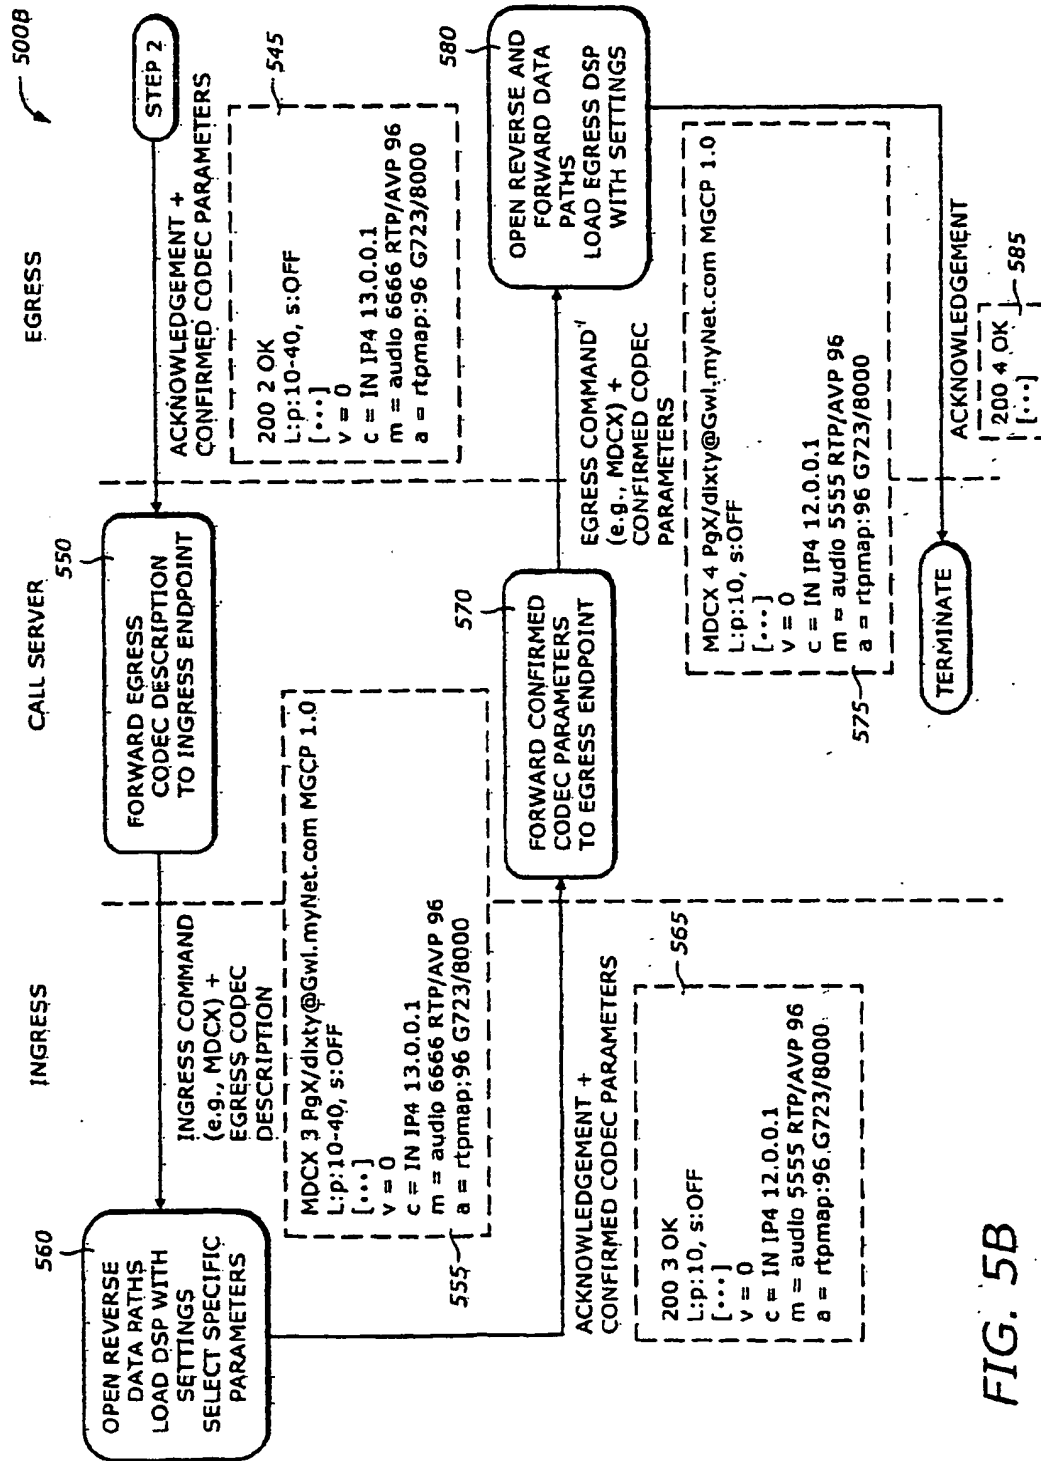 500B
INGRESS
CALL SERVER
EGRESS
STEP 2
ACKNOWLEDGEMENT +
CONFIRMED CODEC PARAMETERS
545
200 2 OK
L:p:10-40, s:OFF
[...]
v = 0
c = IN IP4 13.0.0.1
m = audio 6666 RTP/AVP 96
a = rtpmap:96 G723/8000
550
FORWARD EGRESS
CODEC DESCRIPTION
TO INGRESS ENDPOINT
INGRESS COMMAND
(e.g., MDCX) +
EGRESS CODEC
DESCRIPTION
555
MDCX 3 PgX/dlxty@Gwl.myNet.com MGCP 1.0
L:p:10-40, s:OFF
[...]
v = 0
c = IN IP4 13.0.0.1
m = audio 6666 RTP/AVP 96
a = rtpmap:96 G723/8000
560
OPEN REVERSE
DATA PATHS
LOAD DSP WITH
SETTINGS
SELECT SPECIFIC
PARAMETERS
ACKNOWLEDGEMENT +
CONFIRMED CODEC PARAMETERS
565
200 3 OK
L:p:10, s:OFF
[...]
v = 0
c = IN IP4 12.0.0.1
m = audio 5555 RTP/AVP 96
a = rtpmap:96 G723/8000
570
FORWARD CONFIRMED
CODEC PARAMETERS
TO EGRESS ENDPOINT
EGRESS COMMAND
(e.g., MDCX) +
CONFIRMED CODEC
PARAMETERS
575
MDCX 4 PgX/dlxty@Gwl.myNet.com MGCP 1.0
L:p:10, s:OFF
[...]
v = 0
c = IN IP4 12.0.0.1
m = audio 5555 RTP/AVP 96
a = rtpmap:96 G723/8000
580
OPEN REVERSE AND
FORWARD DATA
PATHS
LOAD EGRESS DSP
WITH SETTINGS
ACKNOWLEDGEMENT
585
200 4 OK
[...]
TERMINATE
FIG. 5B